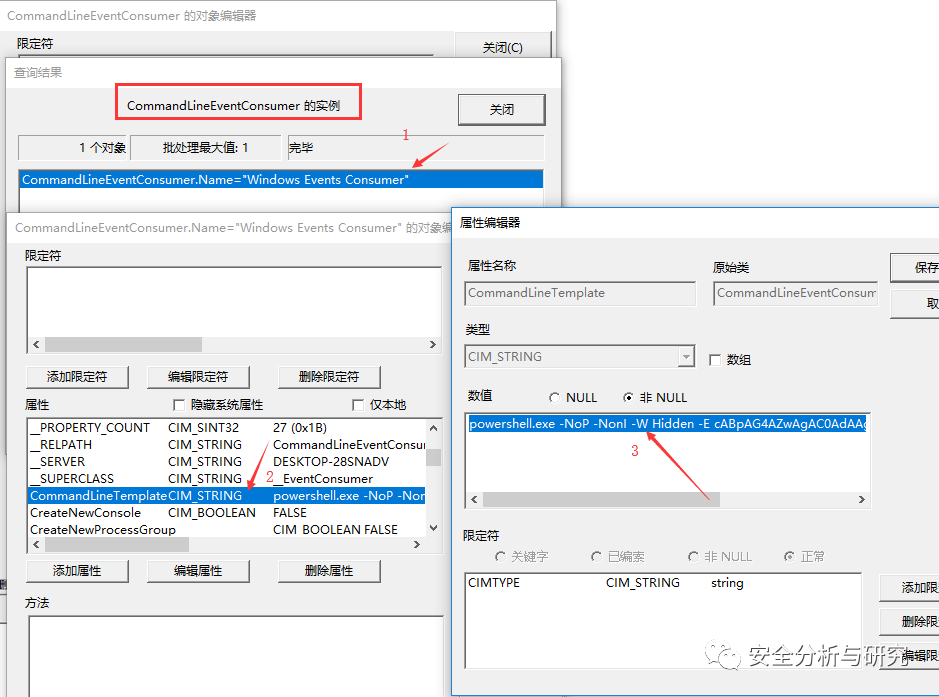 CommandLineEventConsumer 的对象编辑器
限定符
关闭(C)
查询结果
CommandLineEventConsumer 的实例
关闭
1 个对象
批处理最大值: 1
完毕
1
CommandLineEventConsumer.Name="Windows Events Consumer"
CommandLineEventConsumer.Name="Windows Events Consumer" 的对象编
限定符
添加限定符
编辑限定符
删除限定符
属性
隐藏系统属性
仅本地
__PROPERTY_COUNT CIM_SINT32 27 (0x1B)
__RELPATH CIM_STRING CommandLineEventConsu
__SERVER CIM_STRING DESKTOP-28SNADV
__SUPERCLASS CIM_STRING __EventConsumer
2
CommandLineTemplate CIM_STRING powershell.exe -NoP -Non
CreateNewConsole CIM_BOOLEAN FALSE
CreateNewProcessGroup CIM_BOOLEAN FALSE
添加属性
编辑属性
删除属性
方法
属性编辑器
属性名称
原始类
保存
CommandLineTemplate
CommandLineEventConsum
取
类型
CIM_STRING
数组
数值
NULL
非 NULL
powershell.exe -NoP -NonI -W Hidden -E cABpAG4AZwAgAC0AdAAg
3
限定符
关键字
已编索
非 NULL
正常
CIMTYPE CIM_STRING string
添加限
删除限
编辑限
安全分析与研究